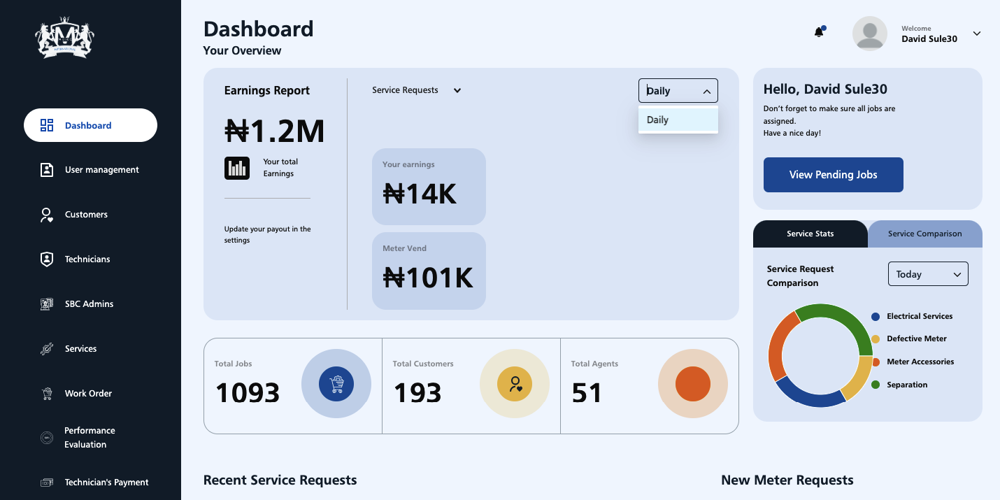 Dashboard
Your Overview
Welcome
David Sule30
Dashboard
User management
Customers
Technicians
SBC Admins
Services
Work Order
Performance
Evaluation
Technician's Payment
Earnings Report
₦1.2M
Your total
Earnings
Update your payout in the
settings
Service Requests
Daily
Daily
Your earnings
₦14K
Meter Vend
₦101K
Hello, David Sule30
Don’t forget to make sure all jobs are
assigned.
Have a nice day!
View Pending Jobs
Service Stats
Service Comparison
Service Request
Comparison
Today
Electrical Services
Defective Meter
Meter Accessories
Separation
Total Jobs
1093
Total Customers
193
Total Agents
51
Recent Service Requests
New Meter Requests